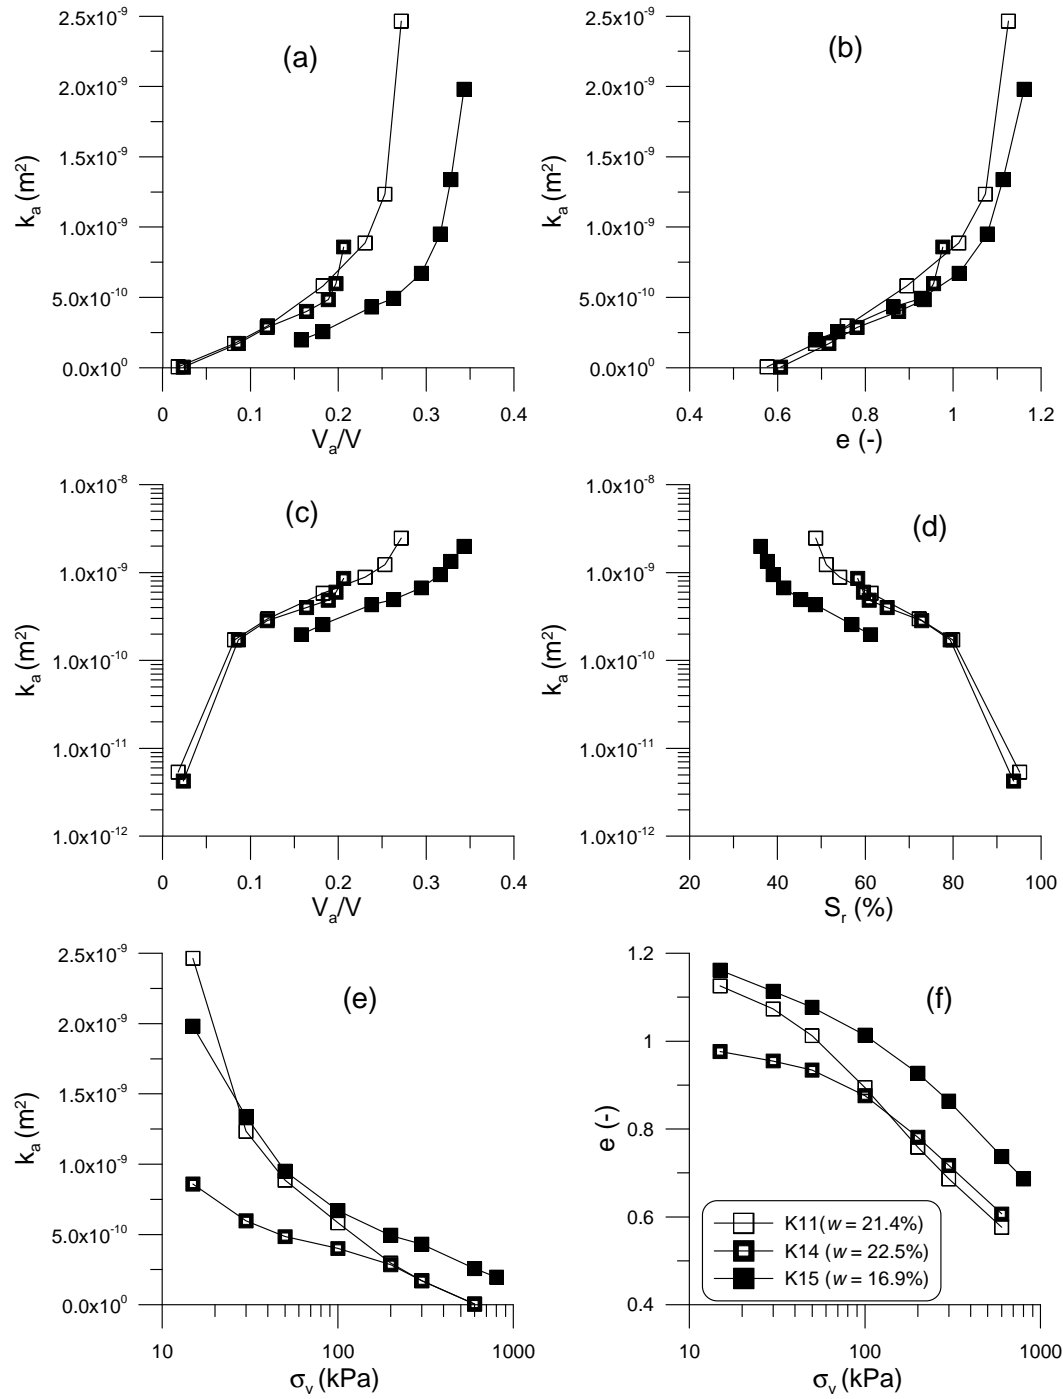 2.5x10⁻⁹
2.0x10⁻⁹
1.5x10⁻⁹
1.0x10⁻⁹
5.0x10⁻¹⁰
0.0x10⁰
kₐ (m²)
(a)
0 0.1 0.2 0.3 0.4
Vₐ/V
2.5x10⁻⁹
2.0x10⁻⁹
1.5x10⁻⁹
1.0x10⁻⁹
5.0x10⁻¹⁰
0.0x10⁰
kₐ (m²)
(b)
0.4 0.6 0.8 1 1.2
e (-)
1.0x10⁻⁸
1.0x10⁻⁹
1.0x10⁻¹⁰
1.0x10⁻¹¹
1.0x10⁻¹²
kₐ (m²)
(c)
0 0.1 0.2 0.3 0.4
Vₐ/V
1.0x10⁻⁸
1.0x10⁻⁹
1.0x10⁻¹⁰
1.0x10⁻¹¹
1.0x10⁻¹²
kₐ (m²)
(d)
20 40 60 80 100
Sᵣ (%)
2.5x10⁻⁹
2.0x10⁻⁹
1.5x10⁻⁹
1.0x10⁻⁹
5.0x10⁻¹⁰
0.0x10⁰
kₐ (m²)
(e)
10 100 1000
σᵥ (kPa)
1.2
1
0.8
0.6
0.4
e (-)
(f)
K11(w = 21.4%)
K14 (w = 22.5%)
K15 (w = 16.9%)
10 100 1000
σᵥ (kPa)